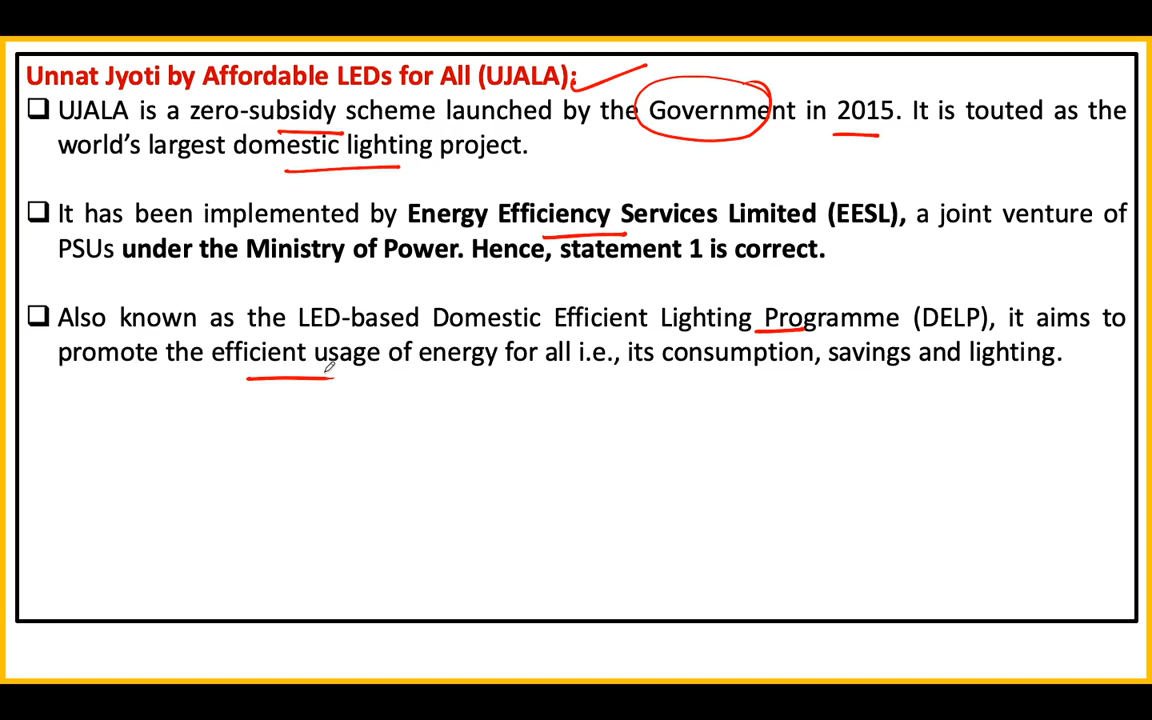 Unnat Jyoti by Affordable LEDs for All (UJALA):
❑ UJALA is a zero-subsidy scheme launched by the Government in 2015. It is touted as the
world’s largest domestic lighting project.
❑ It has been implemented by Energy Efficiency Services Limited (EESL), a joint venture of
PSUs under the Ministry of Power. Hence, statement 1 is correct.
❑ Also known as the LED-based Domestic Efficient Lighting Programme (DELP), it aims to
promote the efficient usage of energy for all i.e., its consumption, savings and lighting.